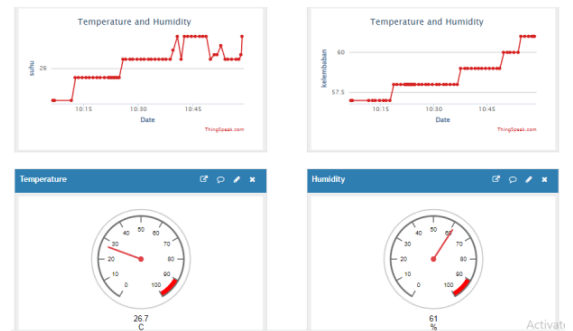 Temperature and Humidity
suhu
26
10:15 10:30 10:45
Date
ThingSpeak.com
Temperature and Humidity
kelembaban
60
57.5
10:15 10:30 10:45
Date
ThingSpeak.com
Temperature
0 10 20 30 40 50 60 70 80 90 100
26.7
C
Humidity
0 10 20 30 40 50 60 70 80 90 100
61
%
Activat